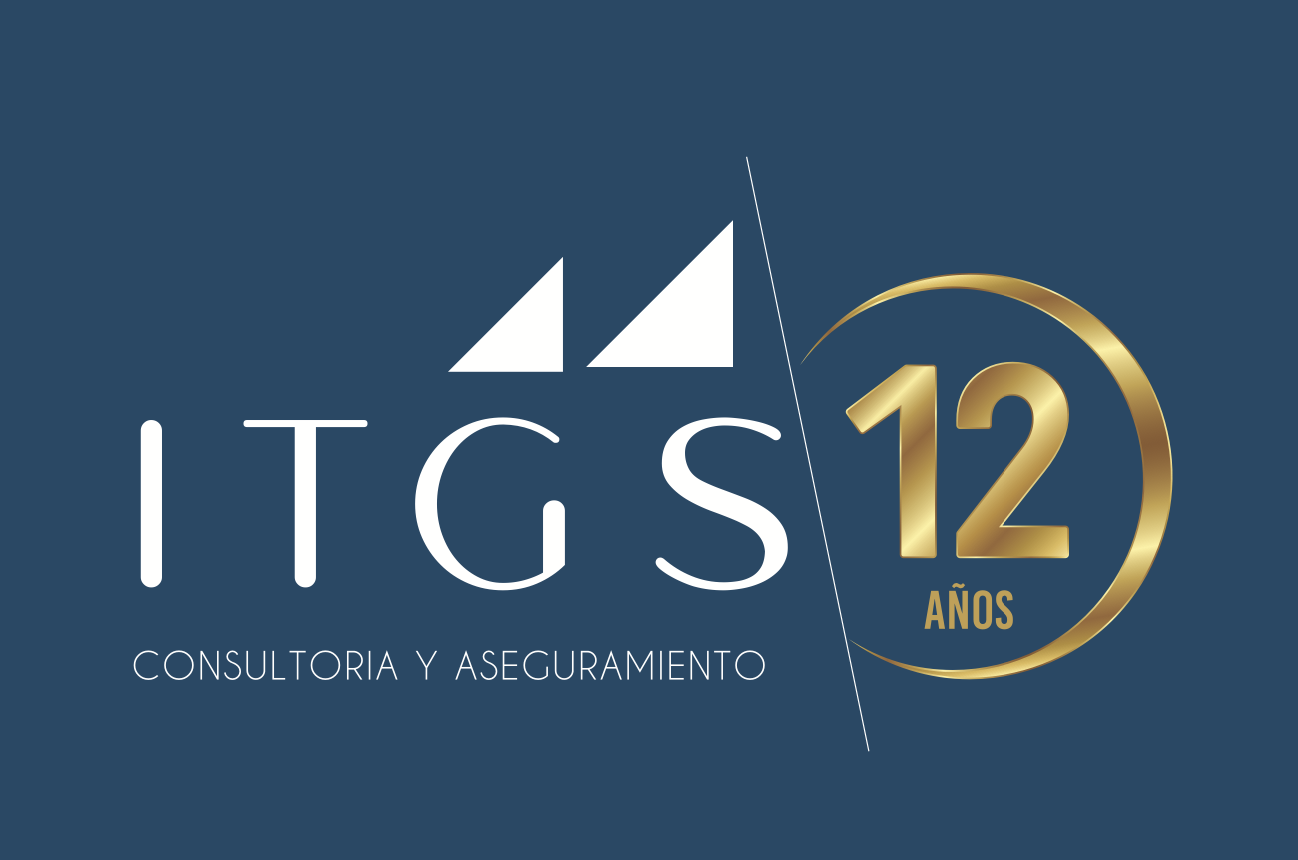 ITGS
CONSULTORIA Y ASEGURAMIENTO
12
AÑOS